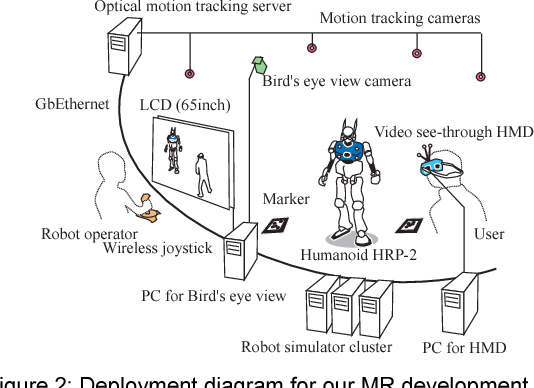 Optical motion tracking server
Motion tracking cameras
Bird's eye view camera
GbEthernet
LCD (65inch)
Video see-through HMD
Marker
Robot operator
Wireless joystick
User
Humanoid HRP-2
PC for Bird's eye view
Robot simulator cluster
PC for HMD
igure 2: Deployment diagram for our MR development